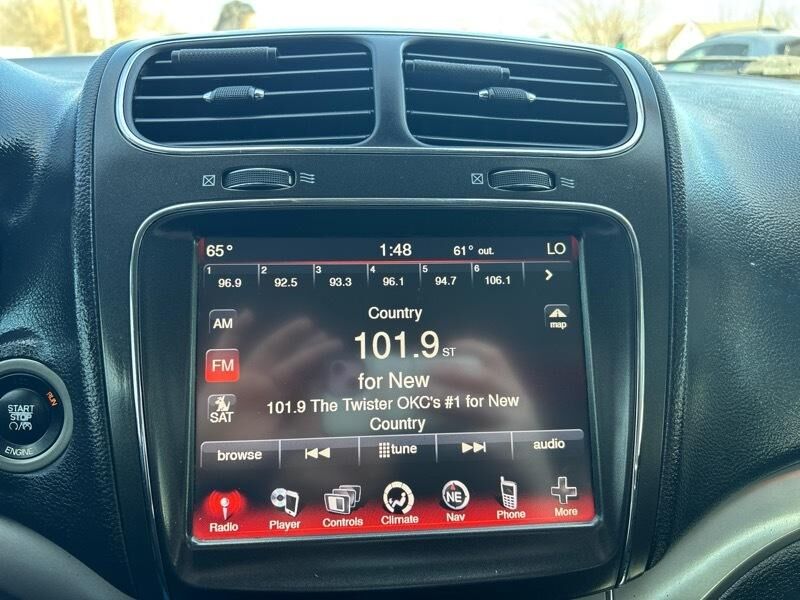 65° 1:48 61° out. LO
1 2 3 4 5 6
96.9 92.5 93.3 96.1 94.7 106.1 >
Country
AM map
101.9 ST
FM
for New
SAT
101.9 The Twister OKC's #1 for New
Country
browse tune audio
NE
Radio Player Controls Climate Nav Phone More
START
STOP
RUN
ENGINE